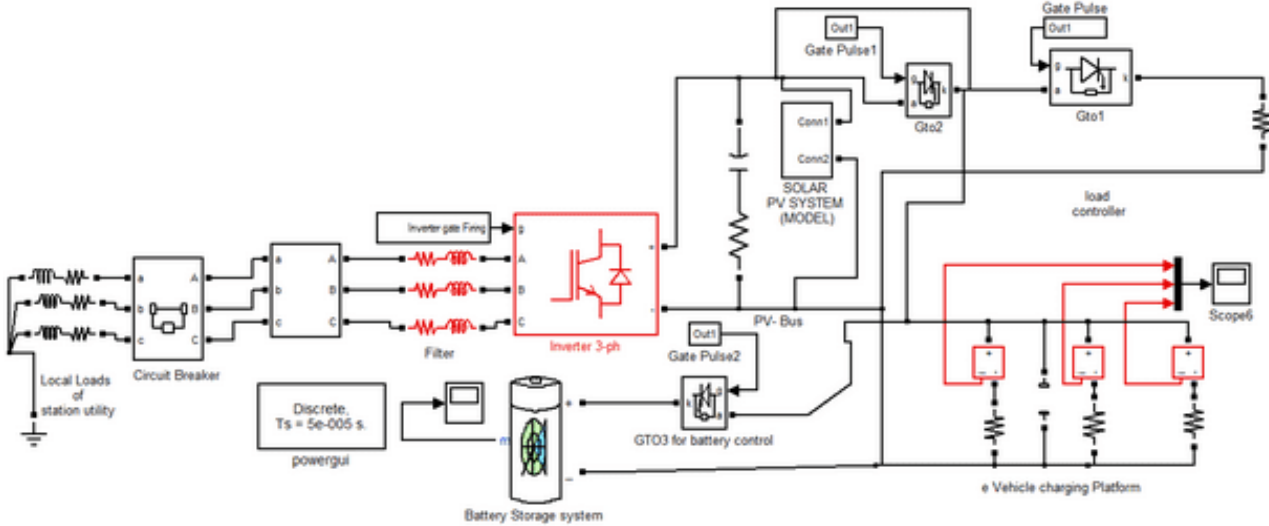 Gate Pulse
Out1
g
a
k
Gto1
Out1
Gate Pulse1
g
a
k
Gto2
Conn1
Conn2
SOLAR
PV SYSTEM
(MODEL)
load
controller
Inverter gate Firing
g
A
B
C
+
-
Inverter 3-ph
a
b
c
A
B
C
Circuit Breaker
a
b
c
A
B
C
Filter
Local Loads
of
station utility
PV- Bus
Out1
Gate Pulse2
k
g
a
GTO3 for battery control
Discrete,
Ts = 5e-005 s.
powergui
m
+
_
Battery Storage system
Scope6
+
-
+
-
+
-
e Vehicle charging Platform